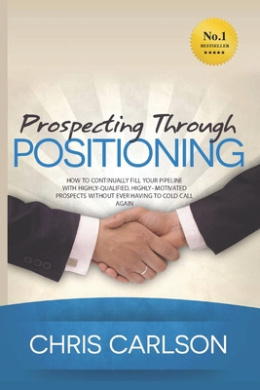 No.1
BESTSELLER
★★★★★
Prospecting Through
POSITIONING
HOW TO CONTINUALLY FILL YOUR PIPELINE
WITH HIGHLY-QUALIFIED, HIGHLY-MOTIVATED
PROSPECTS WITHOUT EVER HAVING TO COLD CALL
AGAIN
CHRIS CARLSON